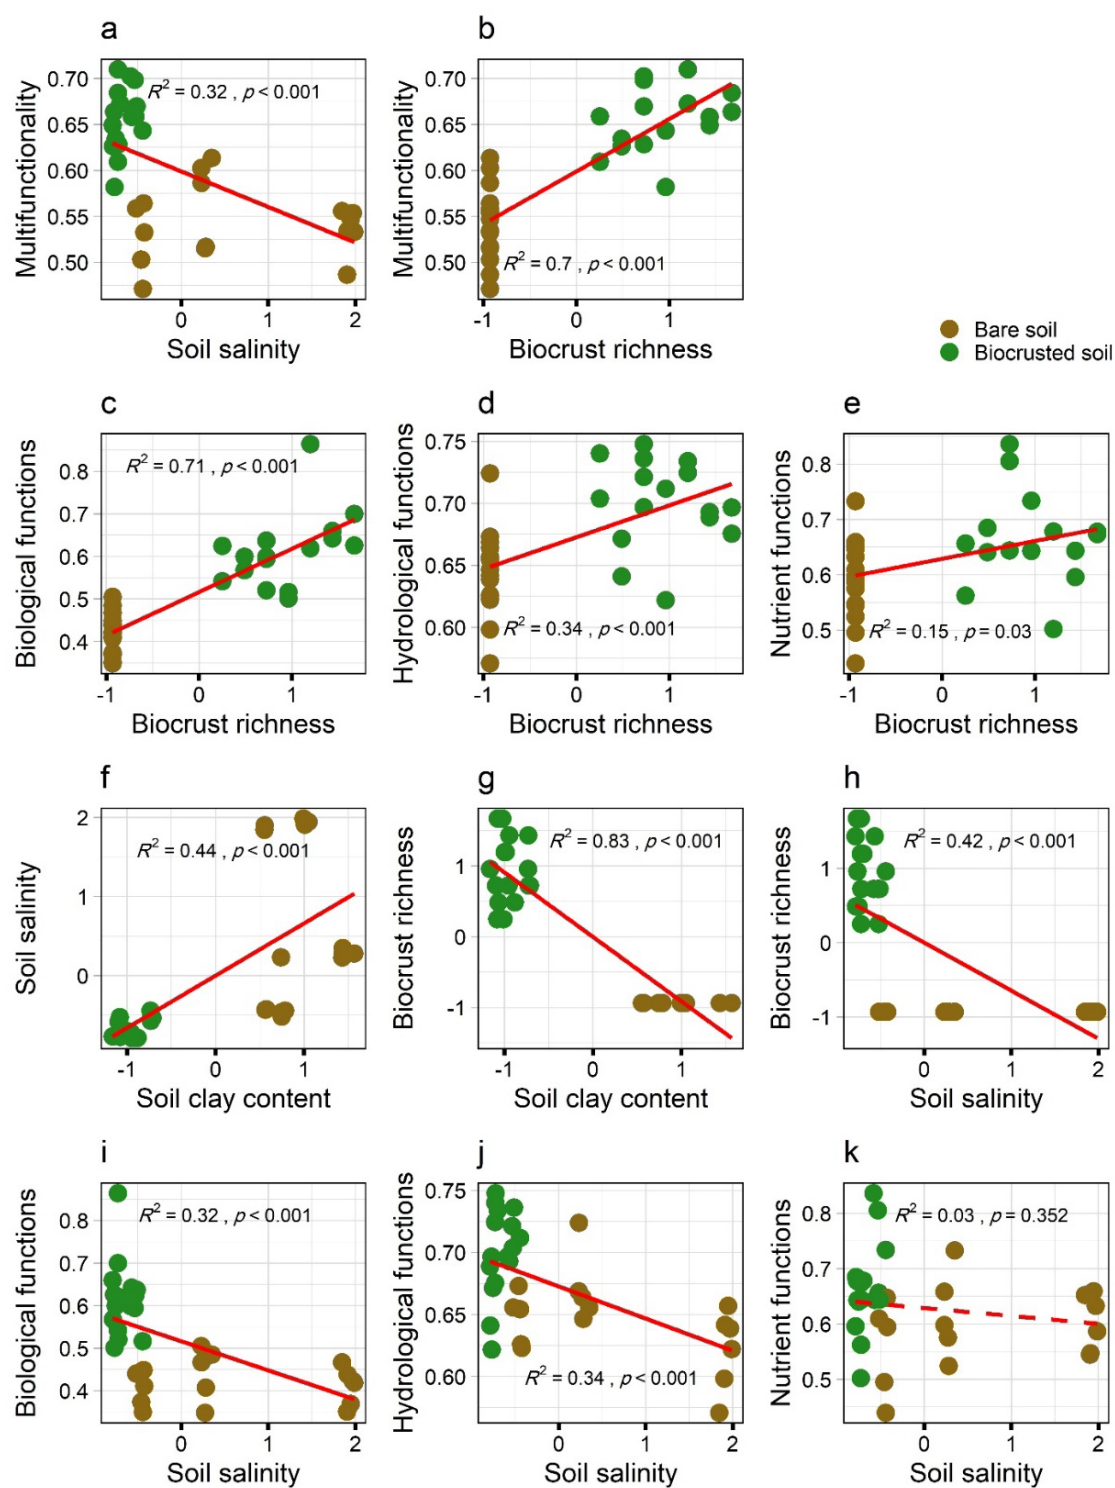 a
Multifunctionality
0.70
0.65
0.60
0.55
0.50
R² = 0.32 , p < 0.001
0
1
2
Soil salinity
b
Multifunctionality
0.70
0.65
0.60
0.55
0.50
R² = 0.7 , p < 0.001
-1
0
1
Biocrust richness
Bare soil
Biocrusted soil
c
Biological functions
0.8
0.7
0.6
0.5
0.4
R² = 0.71 , p < 0.001
-1
0
1
Biocrust richness
d
Hydrological functions
0.75
0.70
0.65
0.60
R² = 0.34 , p < 0.001
-1
0
1
Biocrust richness
e
Nutrient functions
0.8
0.7
0.6
0.5
R² = 0.15 , p = 0.03
-1
0
1
Biocrust richness
f
Soil salinity
2
1
0
R² = 0.44 , p < 0.001
-1
0
1
Soil clay content
g
Biocrust richness
1
0
-1
R² = 0.83 , p < 0.001
-1
0
1
Soil clay content
h
Biocrust richness
1
0
-1
R² = 0.42 , p < 0.001
0
1
2
Soil salinity
i
Biological functions
0.8
0.7
0.6
0.5
0.4
R² = 0.32 , p < 0.001
0
1
2
Soil salinity
j
Hydrological functions
0.75
0.70
0.65
0.60
R² = 0.34 , p < 0.001
0
1
2
Soil salinity
k
Nutrient functions
0.8
0.7
0.6
0.5
R² = 0.03 , p = 0.352
0
1
2
Soil salinity